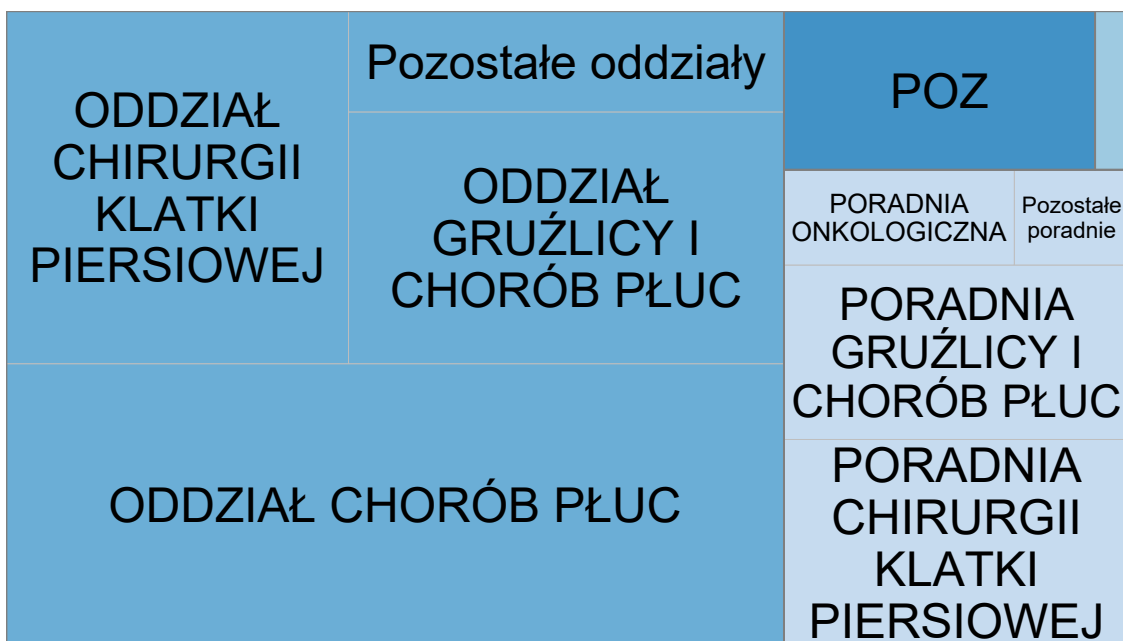 ODDZIAŁ
CHIRURGII
KLATKI
PIERSIOWEJ
Pozostałe oddziały
ODDZIAŁ
GRUŹLICY I
CHORÓB PŁUC
ODDZIAŁ CHORÓB PŁUC
POZ
PORADNIA
ONKOLOGICZNA
Pozostałe
poradnie
PORADNIA
GRUŹLICY I
CHORÓB PŁUC
PORADNIA
CHIRURGII
KLATKI
PIERSIOWEJ